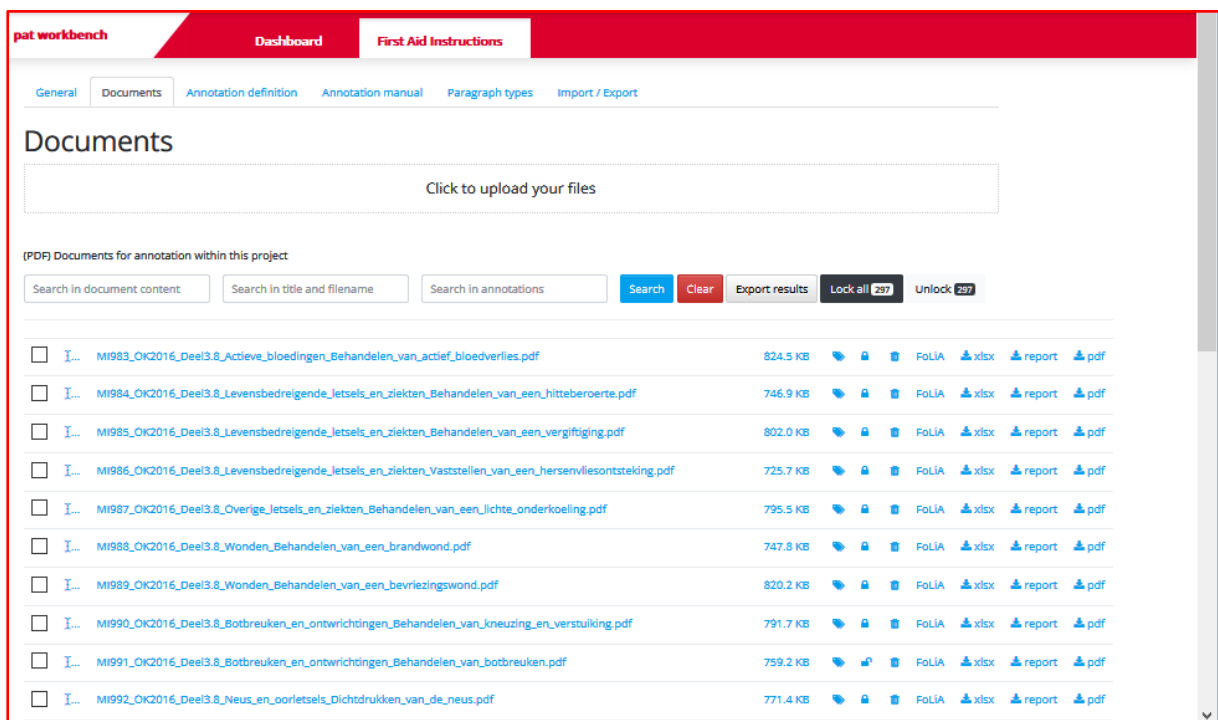 pat workbench Dashboard First Aid Instructions
General Documents Annotation definition Annotation manual Paragraph types Import / Export
Documents
Click to upload your files
(PDF) Documents for annotation within this project
Search in document content Search in title and filename Search in annotations Search Clear Export results Lock all 297 Unlock 297
I... MI983_OK2016_Deel3.8_Actieve_bloedingen_Behandelen_van_actief_bloedverlies.pdf 824.5 KB FoLiA xlsx report pdf
I... MI984_OK2016_Deel3.8_Levensbedreigende_letsels_en_ziekten_Behandelen_van_een_hitteberoerte.pdf 746.9 KB FoLiA xlsx report pdf
I... MI985_OK2016_Deel3.8_Levensbedreigende_letsels_en_ziekten_Behandelen_van_een_vergiftiging.pdf 802.0 KB FoLiA xlsx report pdf
I... MI986_OK2016_Deel3.8_Levensbedreigende_letsels_en_ziekten_Vaststellen_van_een_hersenvliesontsteking.pdf 725.7 KB FoLiA xlsx report pdf
I... MI987_OK2016_Deel3.8_Overige_letsels_en_ziekten_Behandelen_van_een_lichte_onderkoeling.pdf 795.5 KB FoLiA xlsx report pdf
I... MI988_OK2016_Deel3.8_Wonden_Behandelen_van_een_brandwond.pdf 747.8 KB FoLiA xlsx report pdf
I... MI989_OK2016_Deel3.8_Wonden_Behandelen_van_een_bevriezingswond.pdf 820.2 KB FoLiA xlsx report pdf
I... MI990_OK2016_Deel3.8_Botbreuken_en_ontwrichtingen_Behandelen_van_kneuzing_en_verstuiking.pdf 791.7 KB FoLiA xlsx report pdf
I... MI991_OK2016_Deel3.8_Botbreuken_en_ontwrichtingen_Behandelen_van_botbreuken.pdf 759.2 KB FoLiA xlsx report pdf
I... MI992_OK2016_Deel3.8_Neus_en_oorletsels_Dichtdrukken_van_de_neus.pdf 771.4 KB FoLiA xlsx report pdf